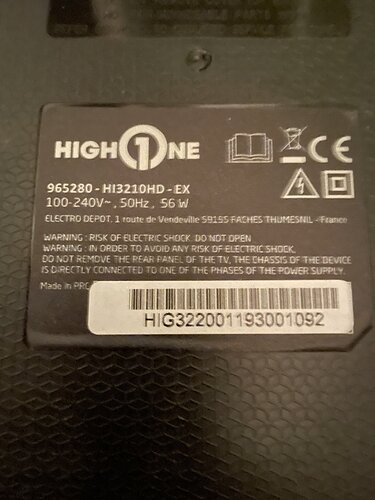 HIGH1NE
965280 - HI3210HD - EX
100-240V~, 50Hz, 56 W
ELECTRO DEPOT. 1 route de Vendeville 59155 FACHES THUMESNIL - France
WARNING : RISK OF ELECTRIC SHOCK. DO NOT OPEN
WARNING : IN ORDER TO AVOID ANY RISK OF ELECTRIC SHOCK,
DO NOT REMOVE THE REAR PANEL OF THE TV, THE CHASSIS OF THE DEVICE
IS DIRECTLY CONNECTED TO ONE OF THE PHASES OF THE POWER SUPPLY.
Made in PRC
HIG322001193001092